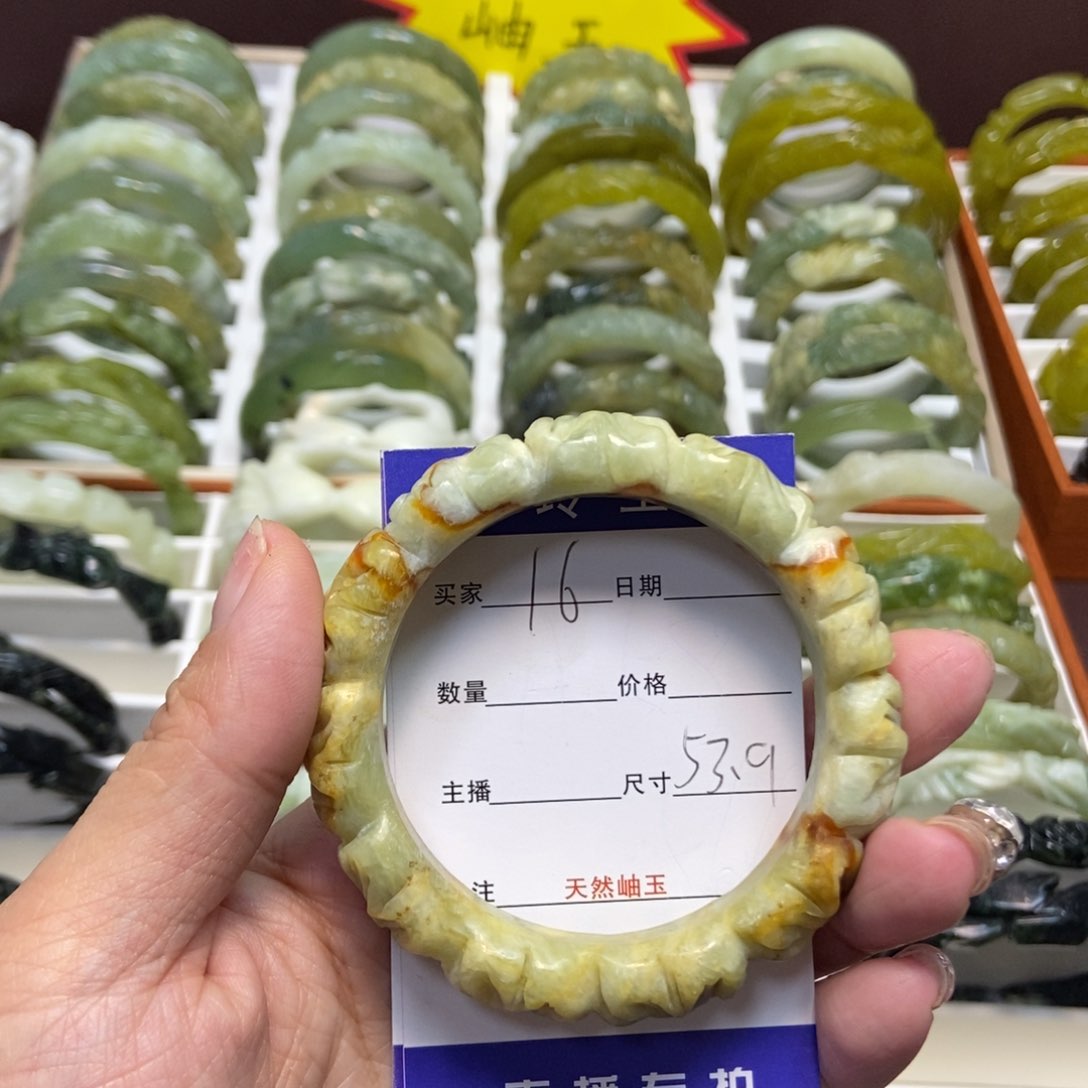 岫玉
买家 16 日期
数量 价格
主播 尺寸 53.9
注 天然岫玉